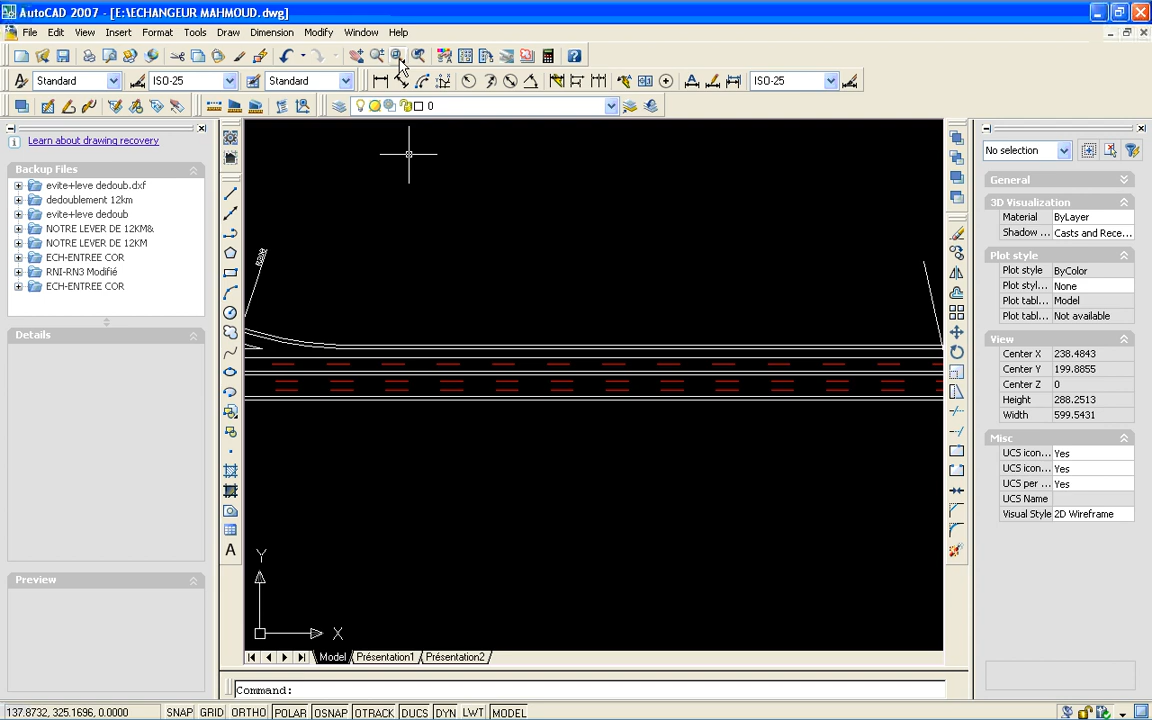 AutoCAD 2007 - [E:\ECHANGEUR MAHMOUD.dwg]
File Edit View Insert Format Tools Draw Dimension Modify Window Help
Standard ISO-25 Standard ISO-25
0
Learn about drawing recovery
Backup Files
evite+leve dedoub.dxf
dedoublement 12km
evite+leve dedoub
NOTRE LEVER DE 12KM&
NOTRE LEVER DE 12KM
ECH-ENTREE COR
RNI-RN3 Modifié
ECH-ENTREE COR
Details
Preview
Y
X
Model Présentation1 Présentation2
No selection
General
3D Visualization
Material ByLayer
Shadow ... Casts and Rece...
Plot style
Plot style ByColor
Plot styl... None
Plot tabl... Model
Plot tabl... Not available
View
Center X 238.4843
Center Y 199.8855
Center Z 0
Height 288.2513
Width 599.5431
Misc
UCS icon... Yes
UCS icon... Yes
UCS per ... Yes
UCS Name
Visual Style 2D Wireframe
Command:
137.8732, 325.1696, 0.0000 SNAP GRID ORTHO POLAR OSNAP OTRACK DUCS DYN LWT MODEL